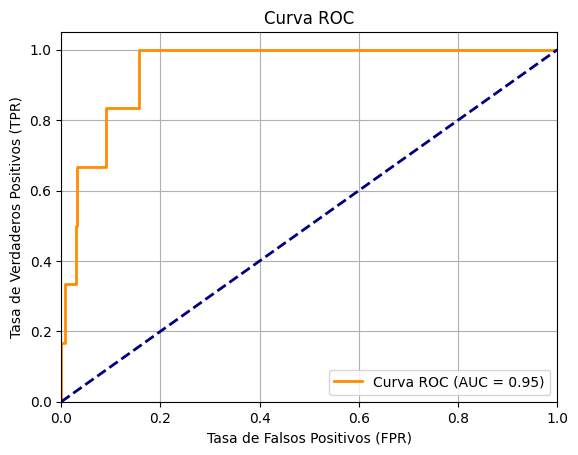 Curva ROC
Tasa de Verdaderos Positivos (TPR)
1.0
0.8
0.6
0.4
0.2
0.0
0.0 0.2 0.4 0.6 0.8 1.0
Curva ROC (AUC = 0.95)
Tasa de Falsos Positivos (FPR)